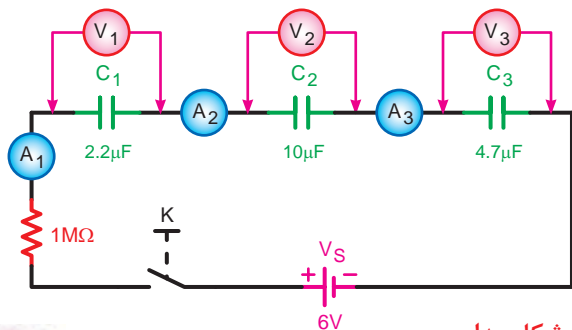 V1 V2 V3
C1 C2 C3
A2 A3
2.2μF 10μF 4.7μF
A1
1MΩ
K
VS
+ −
6V